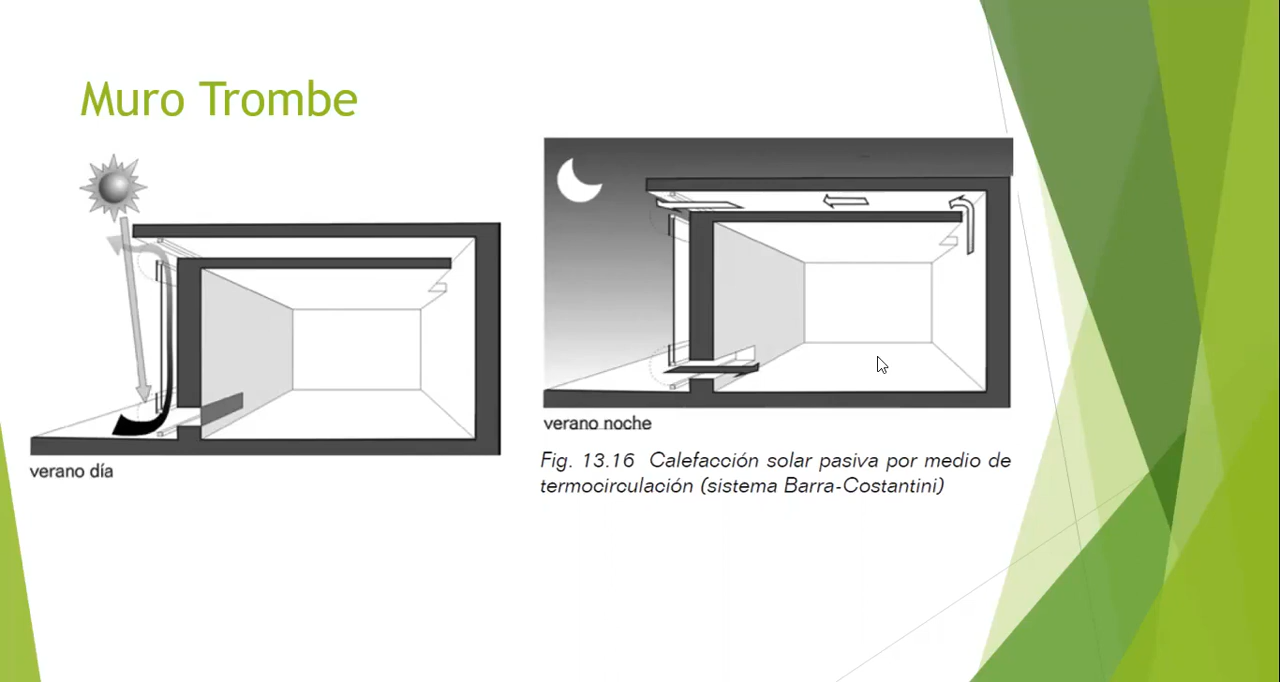 Muro Trombe
verano día
verano noche
Fig. 13.16 Calefacción solar pasiva por medio de
termocirculación (sistema Barra-Costantini)